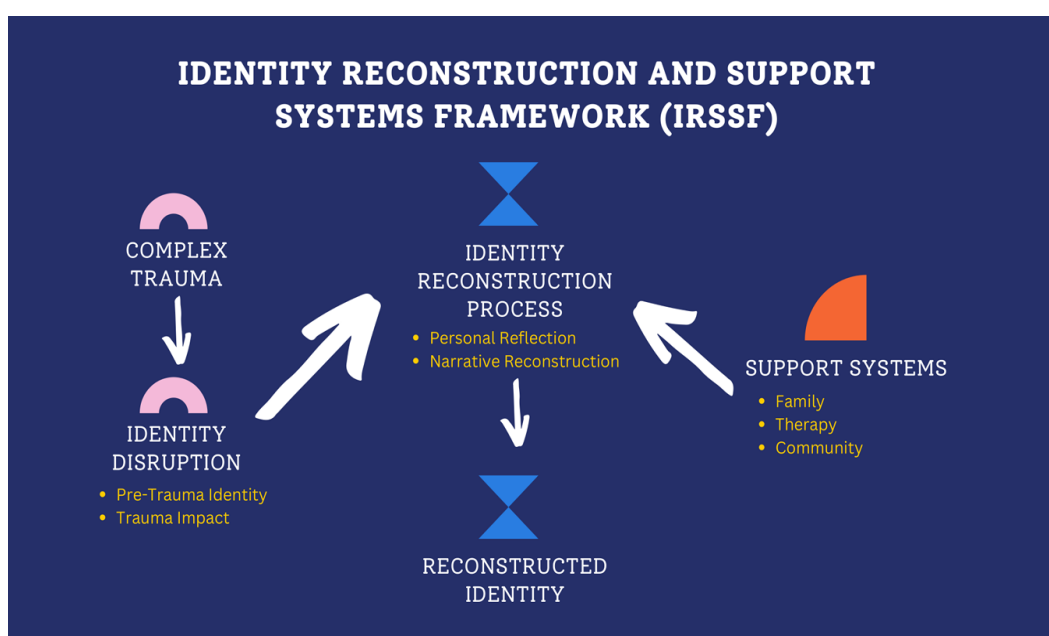 IDENTITY RECONSTRUCTION AND SUPPORT
SYSTEMS FRAMEWORK (IRSSF)
COMPLEX
TRAUMA
IDENTITY
DISRUPTION
• Pre-Trauma Identity
• Trauma Impact
IDENTITY
RECONSTRUCTION
PROCESS
• Personal Reflection
• Narrative Reconstruction
RECONSTRUCTED
IDENTITY
SUPPORT SYSTEMS
• Family
• Therapy
• Community